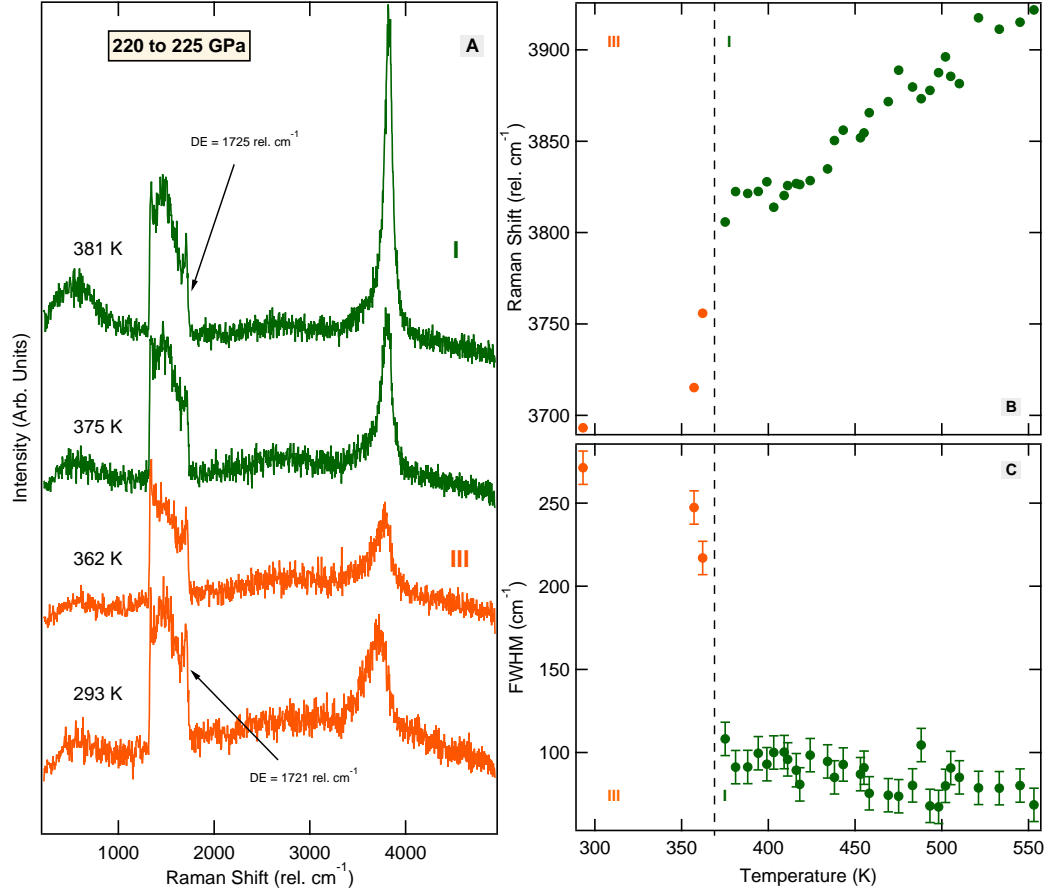 220 to 225 GPa
A
DE = 1725 rel. cm⁻¹
381 K
I
375 K
362 K
III
293 K
DE = 1721 rel. cm⁻¹
Intensity (Arb. Units)
1000 2000 3000 4000
Raman Shift (rel. cm⁻¹)
III
I
3900
3850
3800
3750
3700
Raman Shift (rel. cm⁻¹)
B
C
250
200
150
100
FWHM (cm⁻¹)
III
I
300 350 400 450 500 550
Temperature (K)